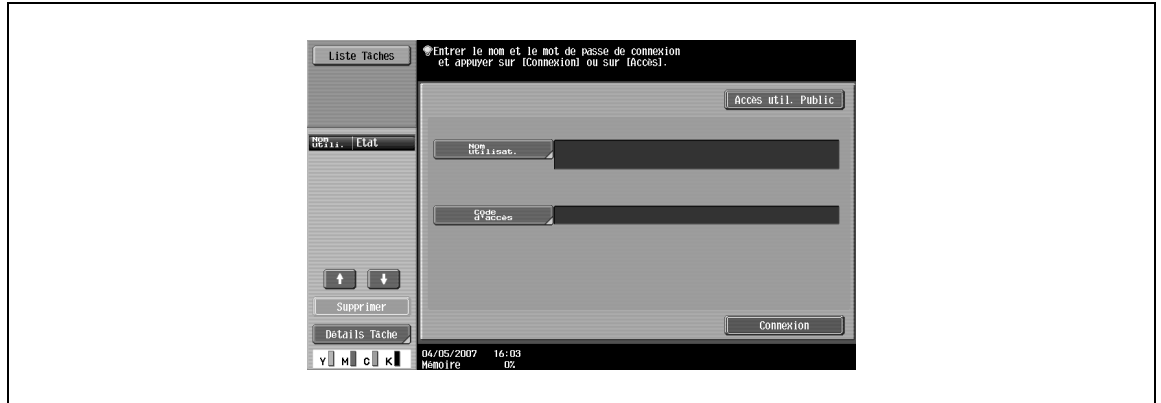 Liste Tâches
Entrer le nom et le mot de passe de connexion
et appuyer sur [Connexion] ou sur [Accès].
Accès util. Public
Nom
utili.
Etat
Nom
utilisat.
Code
d'accès
Supprimer
Détails Tâche
Connexion
Y M C K
04/05/2007 16:03
Mémoire 0%